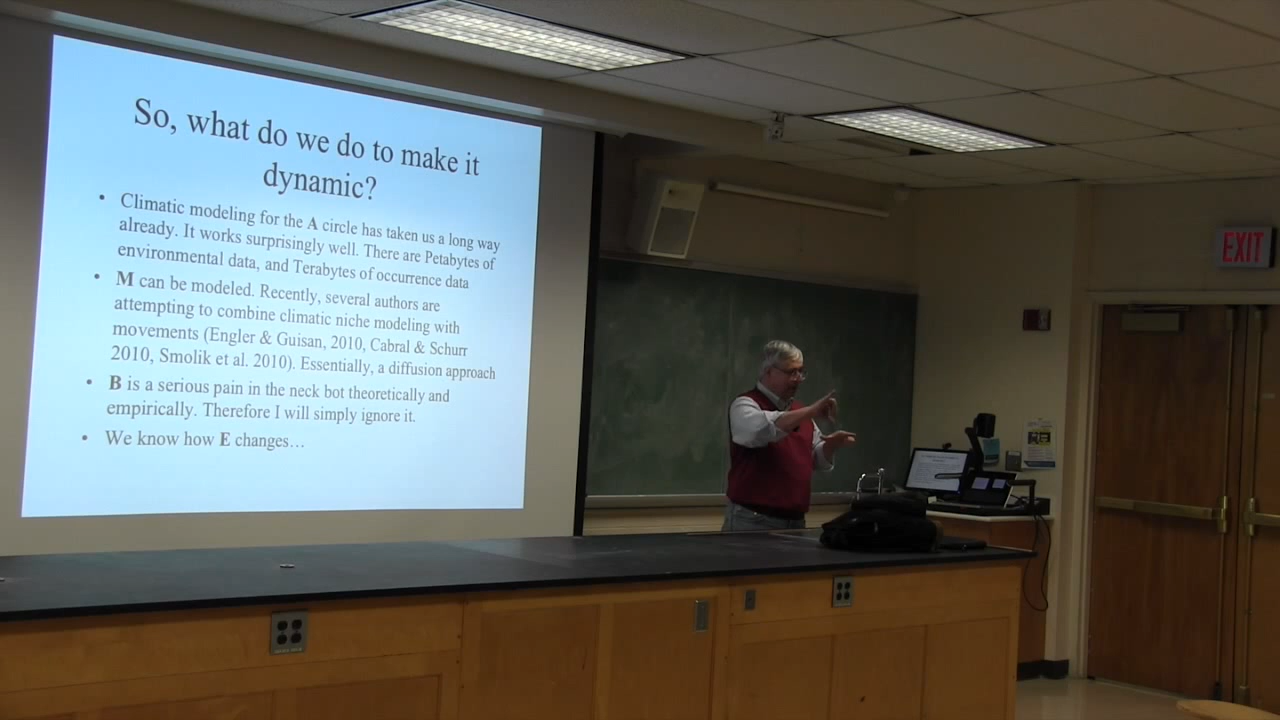 So, what do we do to make it
dynamic?
• Climatic modeling for the A circle has taken us a long way
already. It works surprisingly well. There are Petabytes of
environmental data, and Terabytes of occurrence data
• M can be modeled. Recently, several authors are
attempting to combine climatic niche modeling with
movements (Engler & Guisan, 2010, Cabral & Schurr
2010, Smolik et al. 2010). Essentially, a diffusion approach
• B is a serious pain in the neck bot theoretically and
empirically. Therefore I will simply ignore it.
• We know how E changes…
EXIT